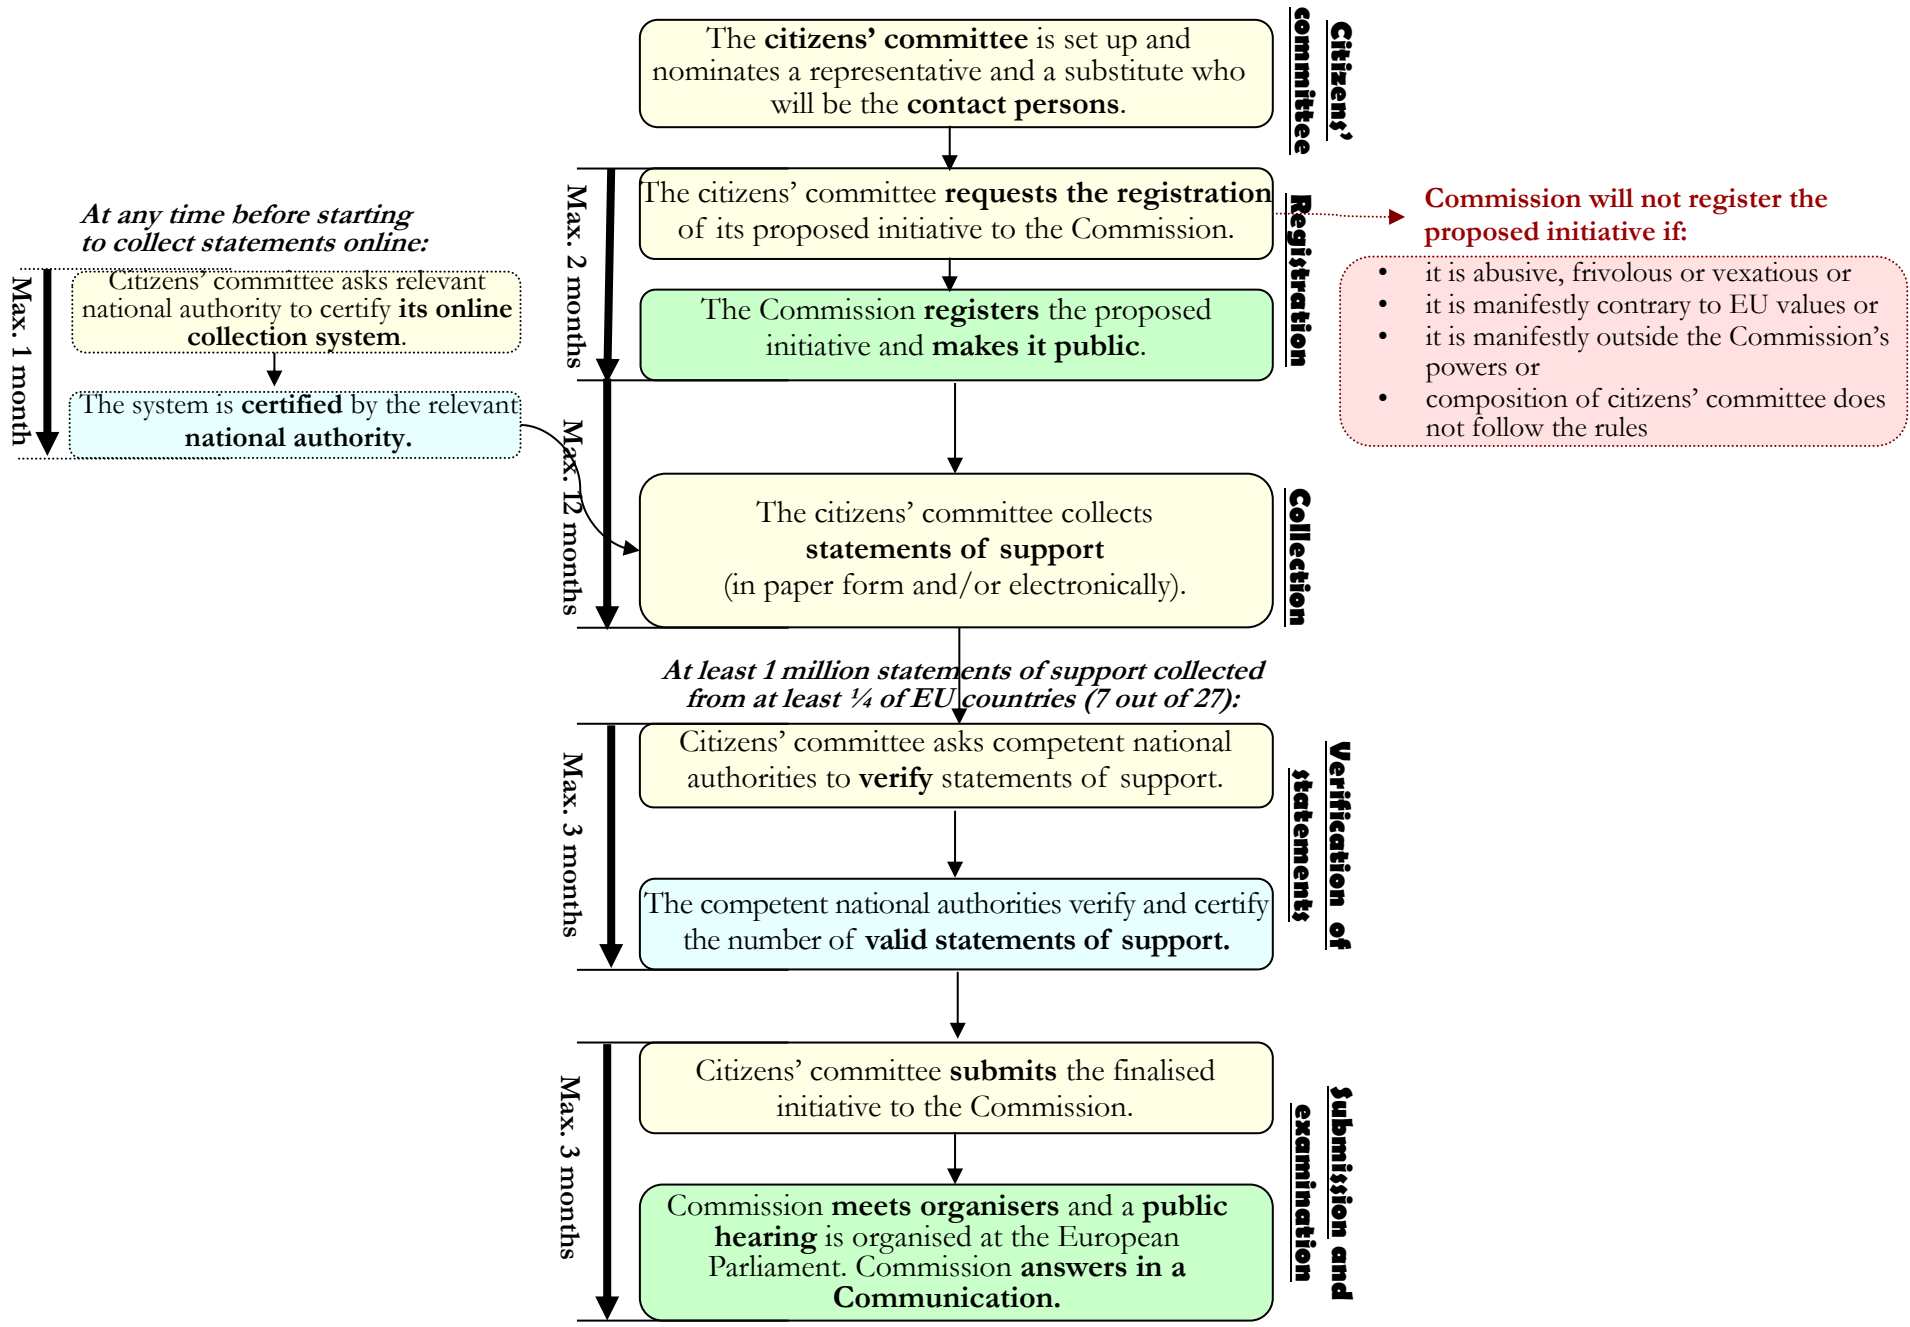 The citizens’ committee is set up and
nominates a representative and a substitute who
will be the contact persons.
Citizens’
committee
Max. 2 months
The citizens’ committee requests the registration
of its proposed initiative to the Commission.
The Commission registers the proposed
initiative and makes it public.
Registration
Commission will not register the
proposed initiative if:
• it is abusive, frivolous or vexatious or
• it is manifestly contrary to EU values or
• it is manifestly outside the Commission’s
powers or
• composition of citizens’ committee does
not follow the rules
At any time before starting
to collect statements online:
Max. 1 month
Citizens’ committee asks relevant
national authority to certify its online
collection system.
The system is certified by the relevant
national authority.
Max. 12 months
The citizens’ committee collects
statements of support
(in paper form and/or electronically).
Collection
At least 1 million statements of support collected
from at least ¼ of EU countries (7 out of 27):
Max. 3 months
Citizens’ committee asks competent national
authorities to verify statements of support.
The competent national authorities verify and certify
the number of valid statements of support.
Verification of
statements
Max. 3 months
Citizens’ committee submits the finalised
initiative to the Commission.
Commission meets organisers and a public
hearing is organised at the European
Parliament. Commission answers in a
Communication.
Submission and
examination